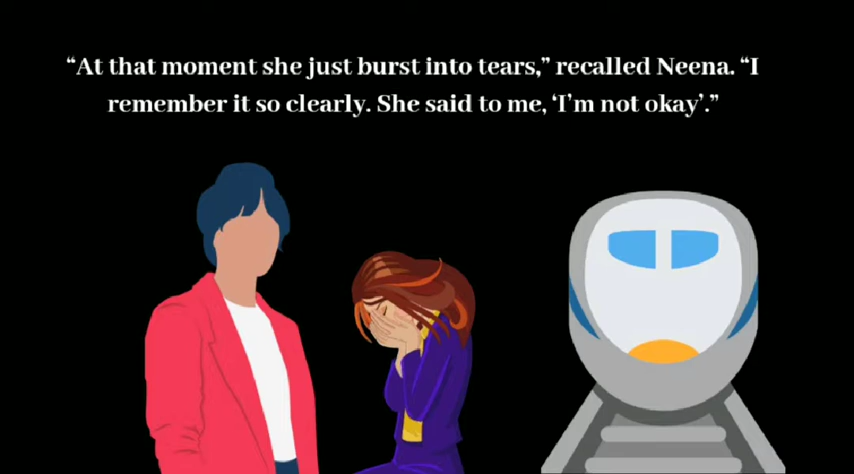 “At that moment she just burst into tears,” recalled Neena. “I
remember it so clearly. She said to me, ‘I’m not okay’.”